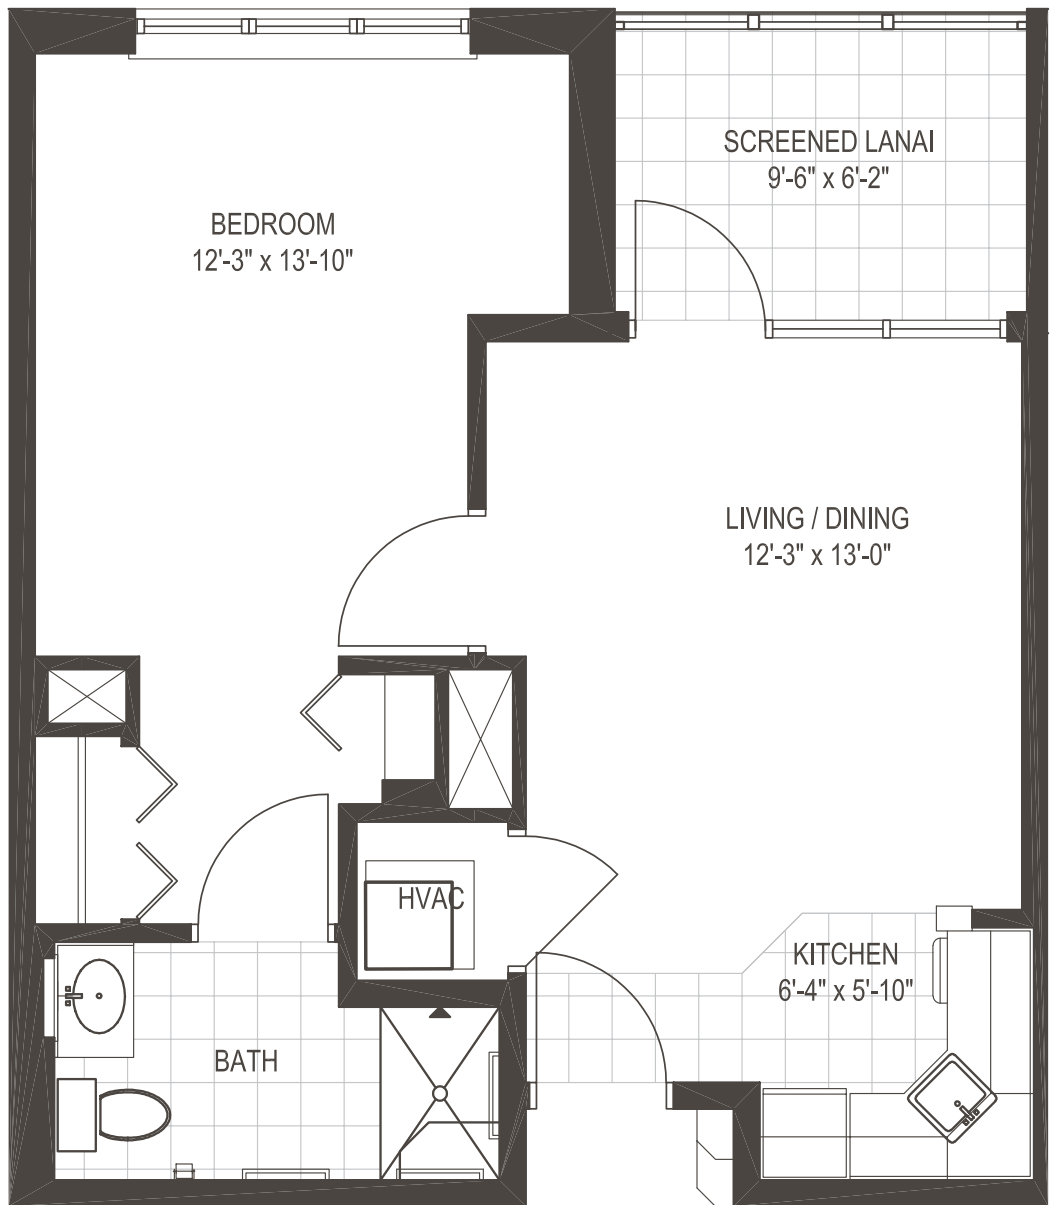 SCREENED LANAI
9'-6" x 6'-2"
BEDROOM
12'-3" x 13'-10"
LIVING / DINING
12'-3" x 13'-0"
HVAC
KITCHEN
6'-4" x 5'-10"
BATH